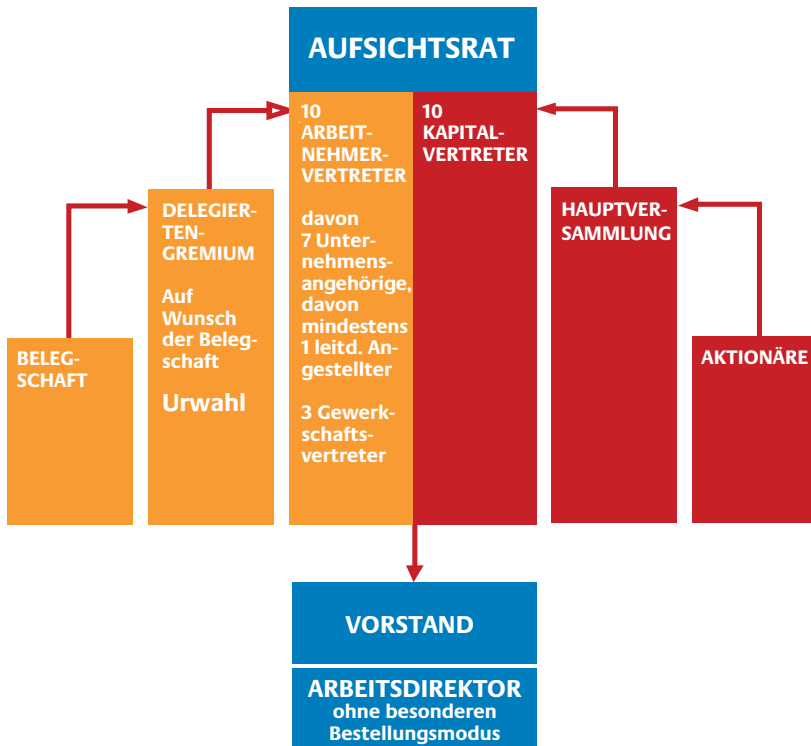 AUFSICHTSRAT
10
ARBEIT-
NEHMER-
VERTRETER
davon
7 Unter-
nehmens-
angehörige,
davon
mindestens
1 leitd. An-
gestellter
3 Gewerk-
schafts-
vertreter
10
KAPITAL-
VERTRETER
DELEGIER-
TEN-
GREMIUM
Auf
Wunsch
der Beleg-
schaft
Urwahl
BELEG-
SCHAFT
HAUPTVER-
SAMMLUNG
AKTIONÄRE
VORSTAND
ARBEITSDIREKTOR
ohne besonderen
Bestellungsmodus